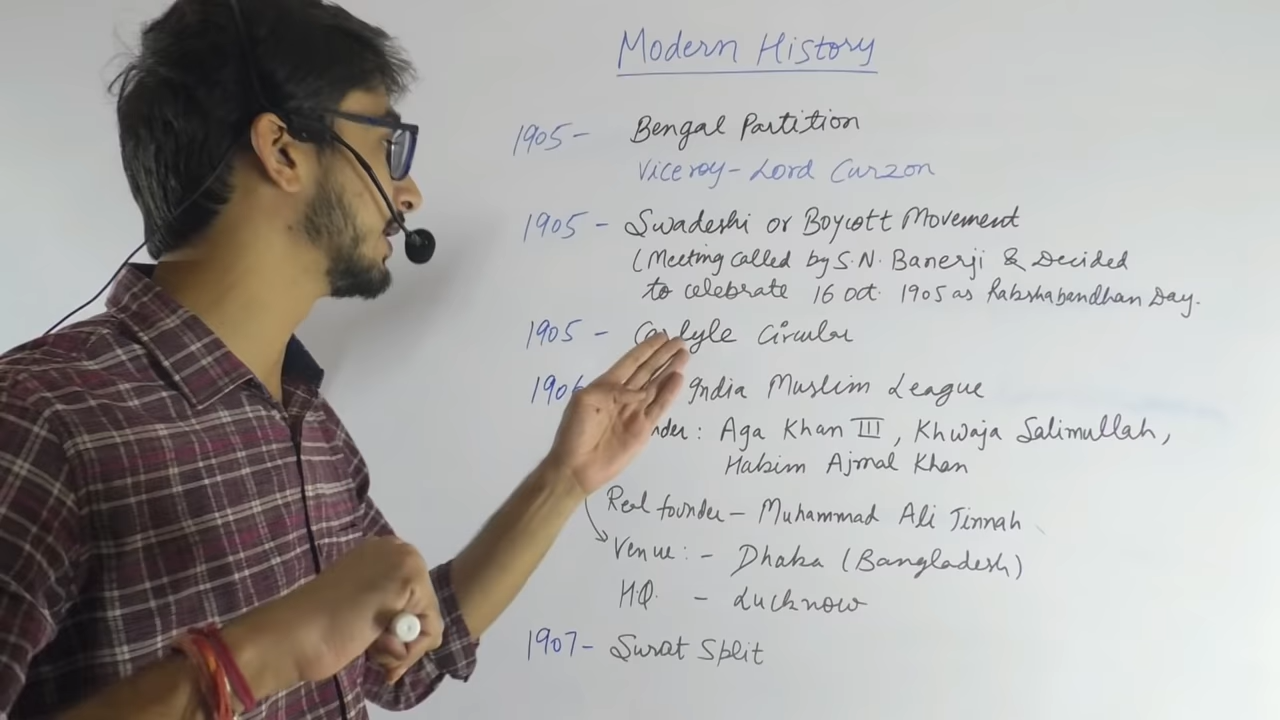 Modern History
1905- Bengal Partition
Viceroy- Lord Curzon
1905 - Swadeshi or Boycott Movement
(Meeting called by S.N. Banerji & Decided
to celebrate 16 Oct. 1905 as Rakshabandhan Day.
1905 - Carlyle Circular
India Muslim League
: Aga Khan III, Khwaja Salimullah,
Hakim Ajmal Khan
Real founder - Muhammad Ali Jinnah
Venue: - Dhaka (Bangladesh)
H.Q. - Lucknow
1907- Surat Split